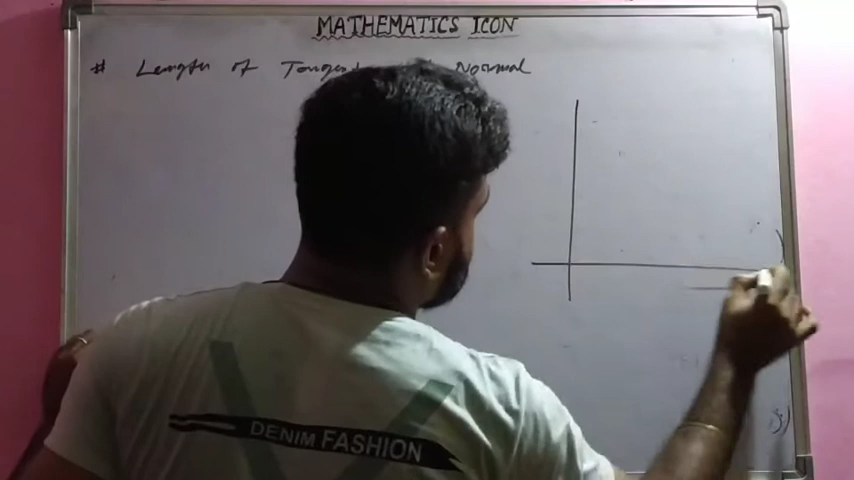 MATHEMATICS ICON
# Length of Tangent Normal
DENIM FASHION